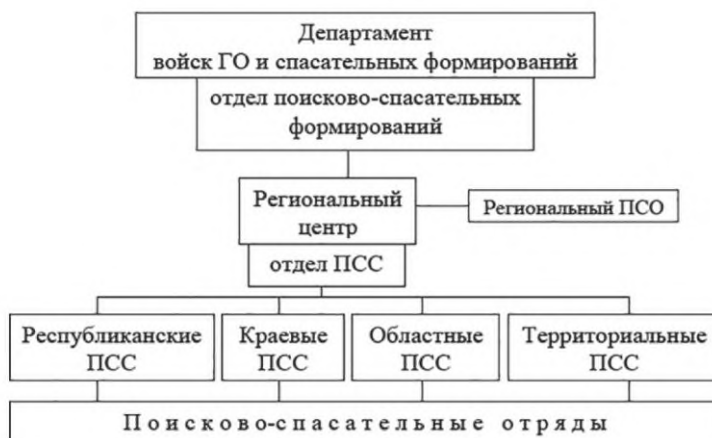 Департамент
войск ГО и спасательных формирований
отдел поисково-спасательных
формирований
Региональный
центр
Региональный ПСО
отдел ПСС
Республиканские
ПСС
Краевые
ПСС
Областные
ПСС
Территориальные
ПСС
Поисково-спасательные отряды